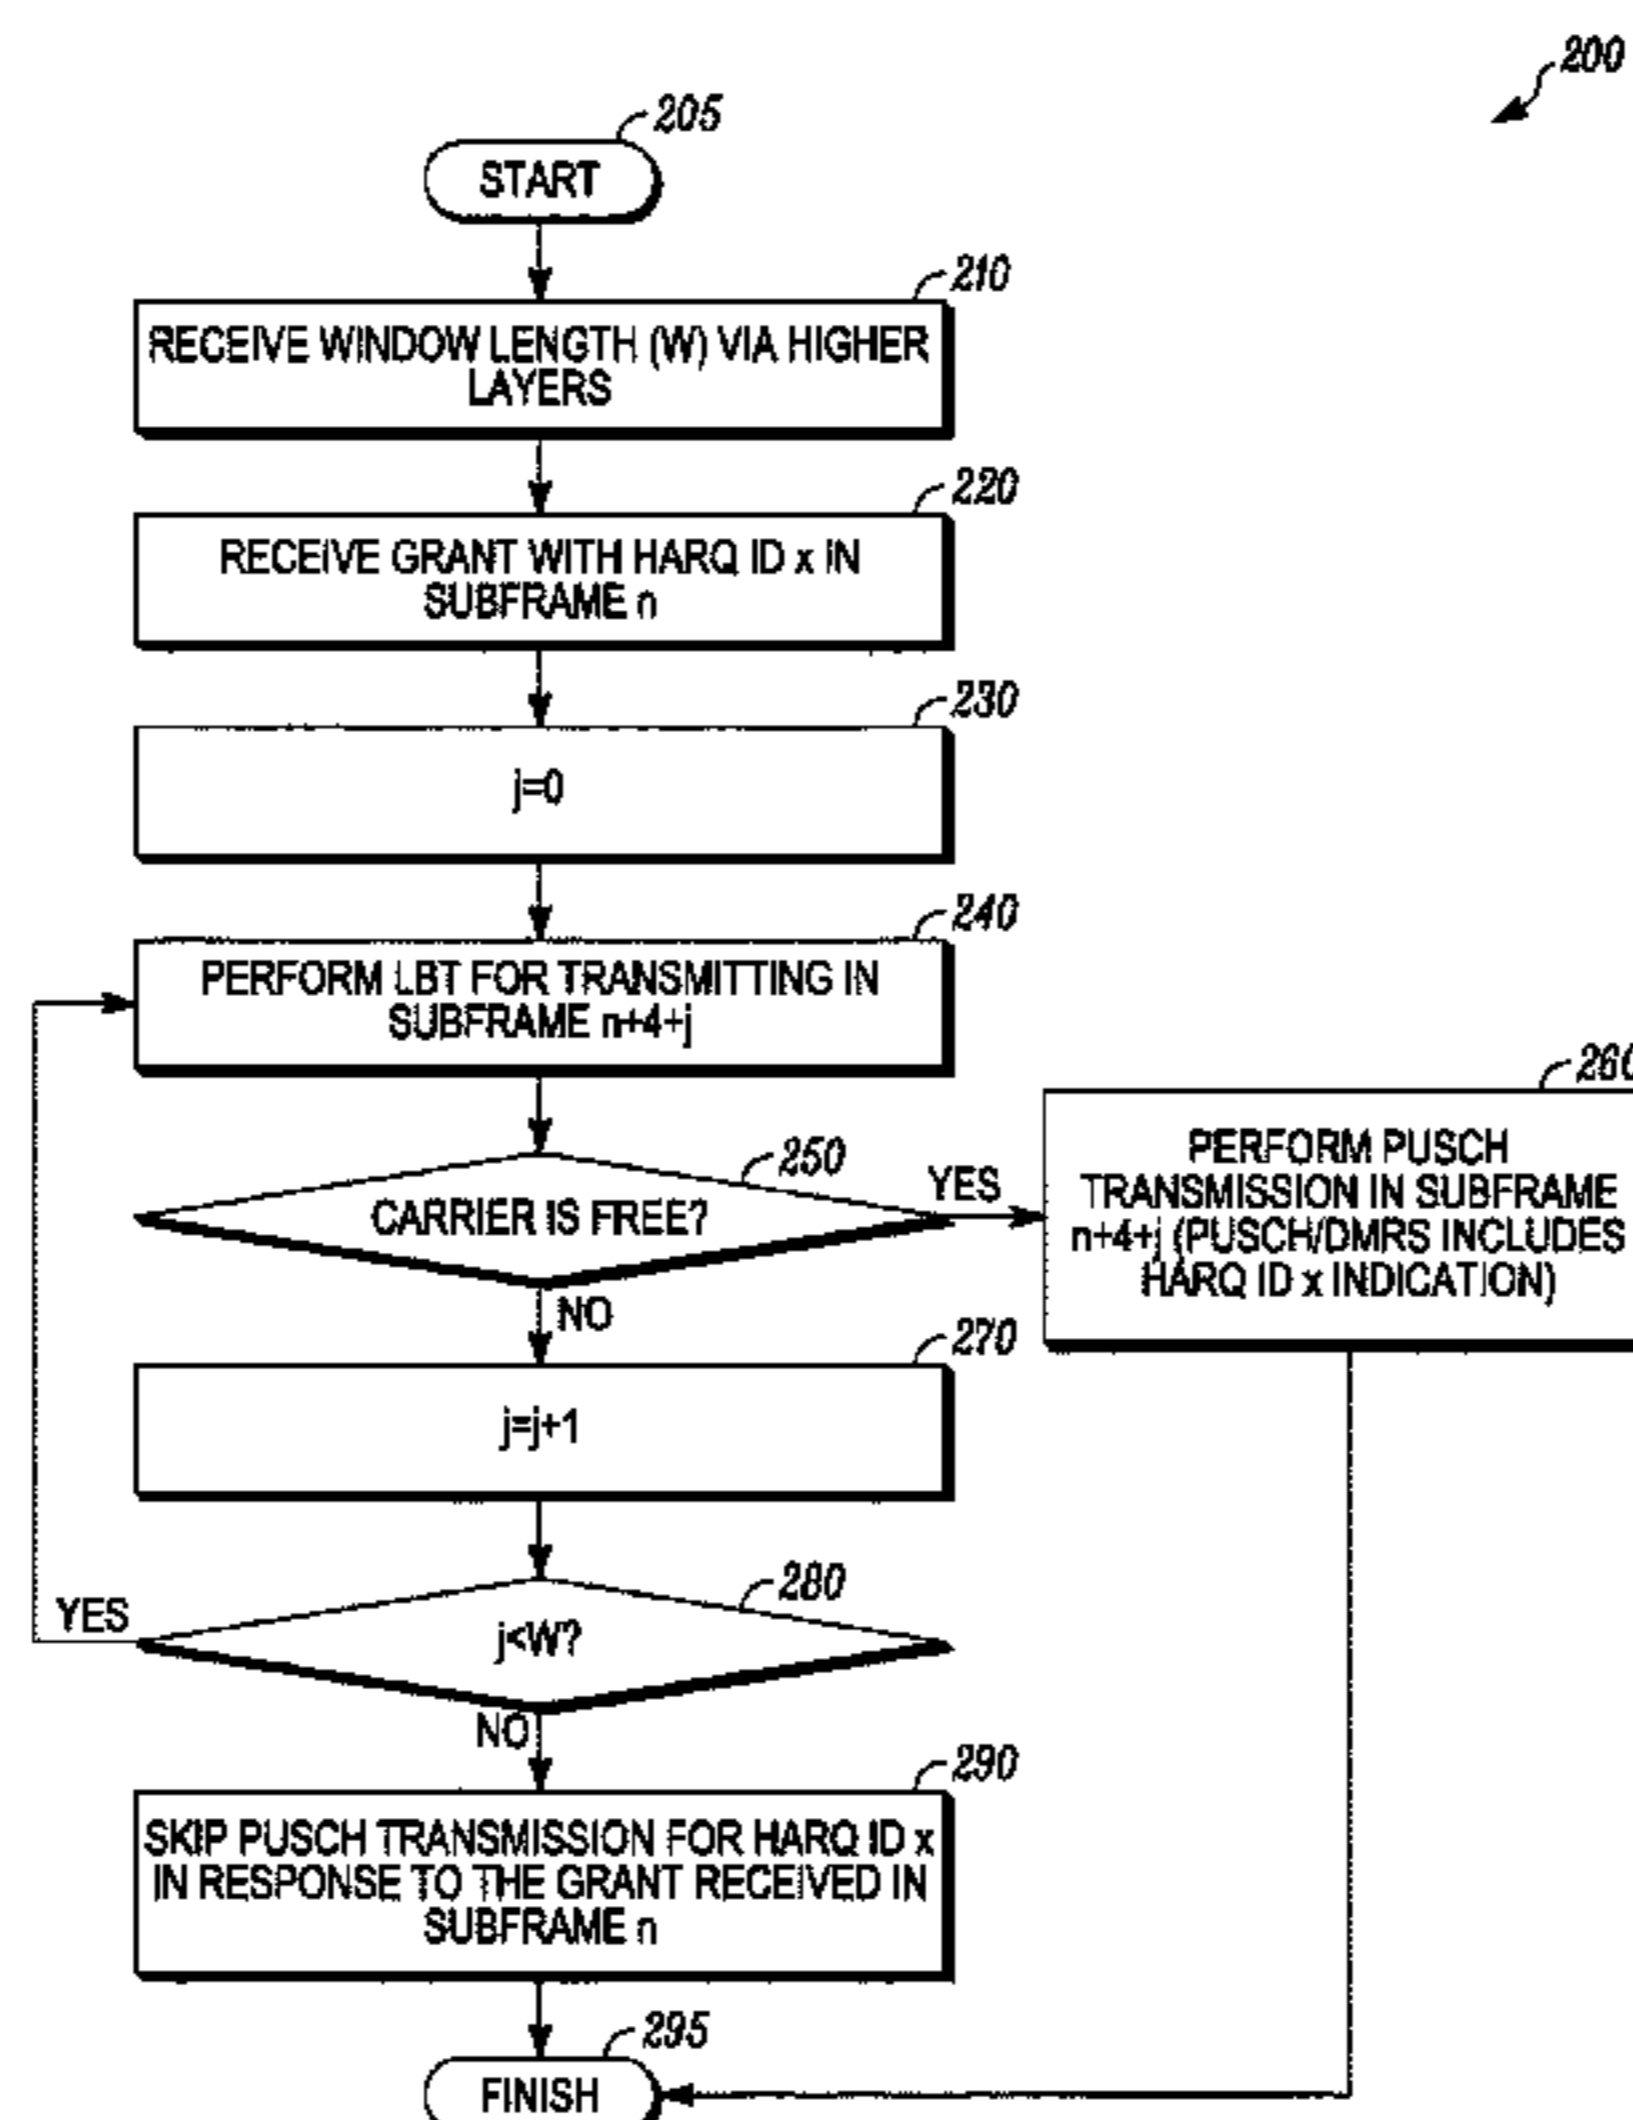 200
205
START
210
RECEIVE WINDOW LENGTH (W) VIA HIGHER
LAYERS
220
RECEIVE GRANT WITH HARQ ID x IN
SUBFRAME n
230
j=0
240
PERFORM LBT FOR TRANSMITTING IN
SUBFRAME n+4+j
250
CARRIER IS FREE?
YES
260
PERFORM PUSCH
TRANSMISSION IN SUBFRAME
n+4+j (PUSCH/DMRS INCLUDES
HARQ ID x INDICATION)
NO
270
j=j+1
280
j<W?
YES
NO
290
SKIP PUSCH TRANSMISSION FOR HARQ ID x
IN RESPONSE TO THE GRANT RECEIVED IN
SUBFRAME n
295
FINISH